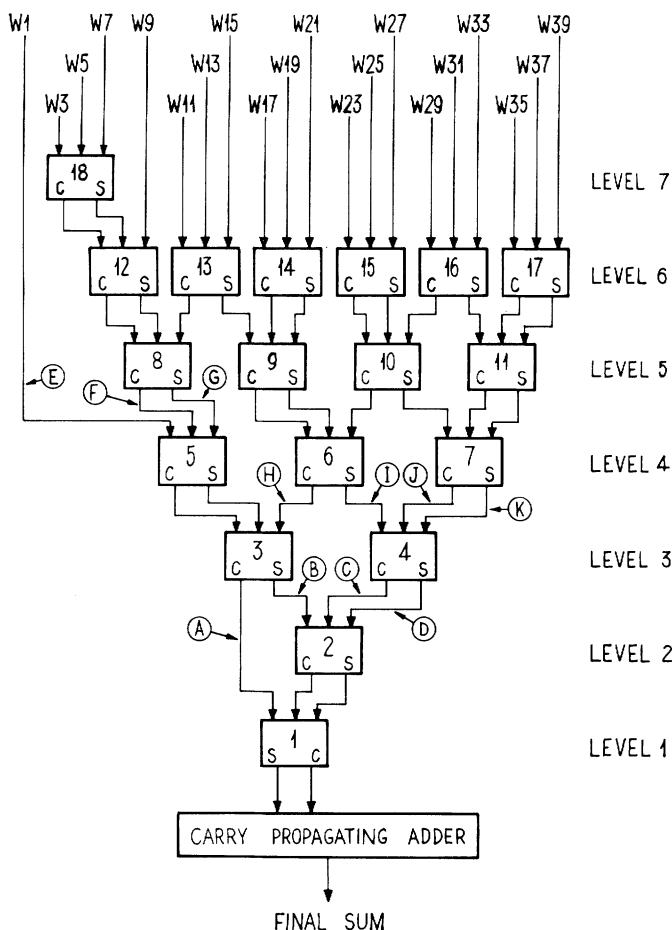 W1 W7 W9 W15 W21 W27 W33 W39
W5 W13 W19 W25 W31 W37
W3 W11 W17 W23 W29 W35
18 LEVEL 7
C S
12 13 14 15 16 17 LEVEL 6
C S C S C S C S C S C S
8 9 10 11 LEVEL 5
C S C S C S C S
E F G
5 6 7 LEVEL 4
C S C S C S
H I J K
3 4 LEVEL 3
C S C S
B C
A D
2 LEVEL 2
C S
1 LEVEL 1
S C
CARRY PROPAGATING ADDER
FINAL SUM